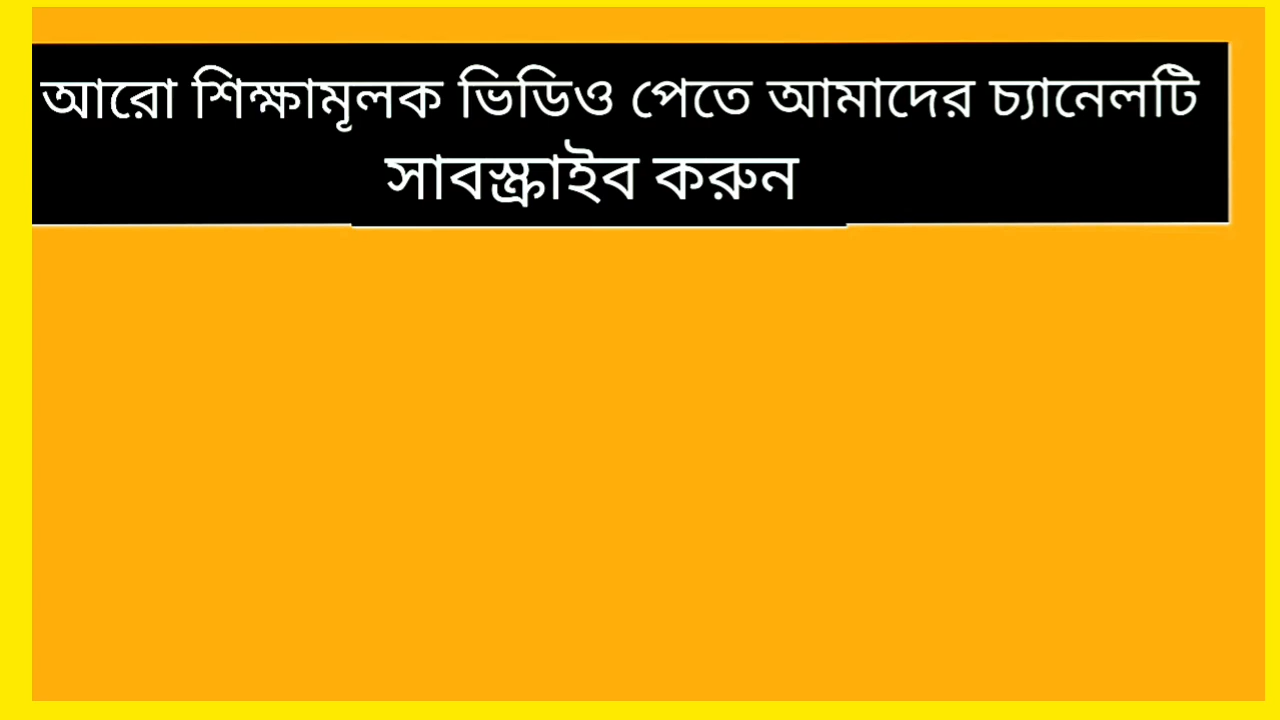 আরো শিক্ষামূলক ভিডিও পেতে আমাদের চ্যানেলটি
সাবস্ক্রাইব করুন